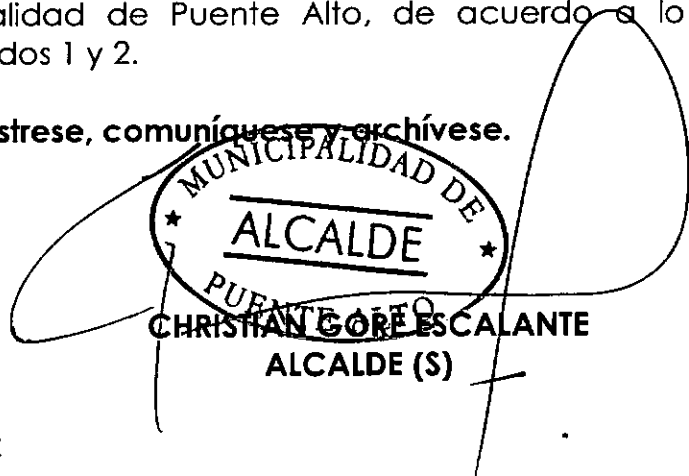 alidad de Puente Alto, de acuerdo a lo
dos 1 y 2.
strese, comuníquese y archívese.
MUNICIPALIDAD DE
ALCALDE
PUENTE ALTO
CHRISTIAN GORE ESCALANTE
ALCALDE (S)